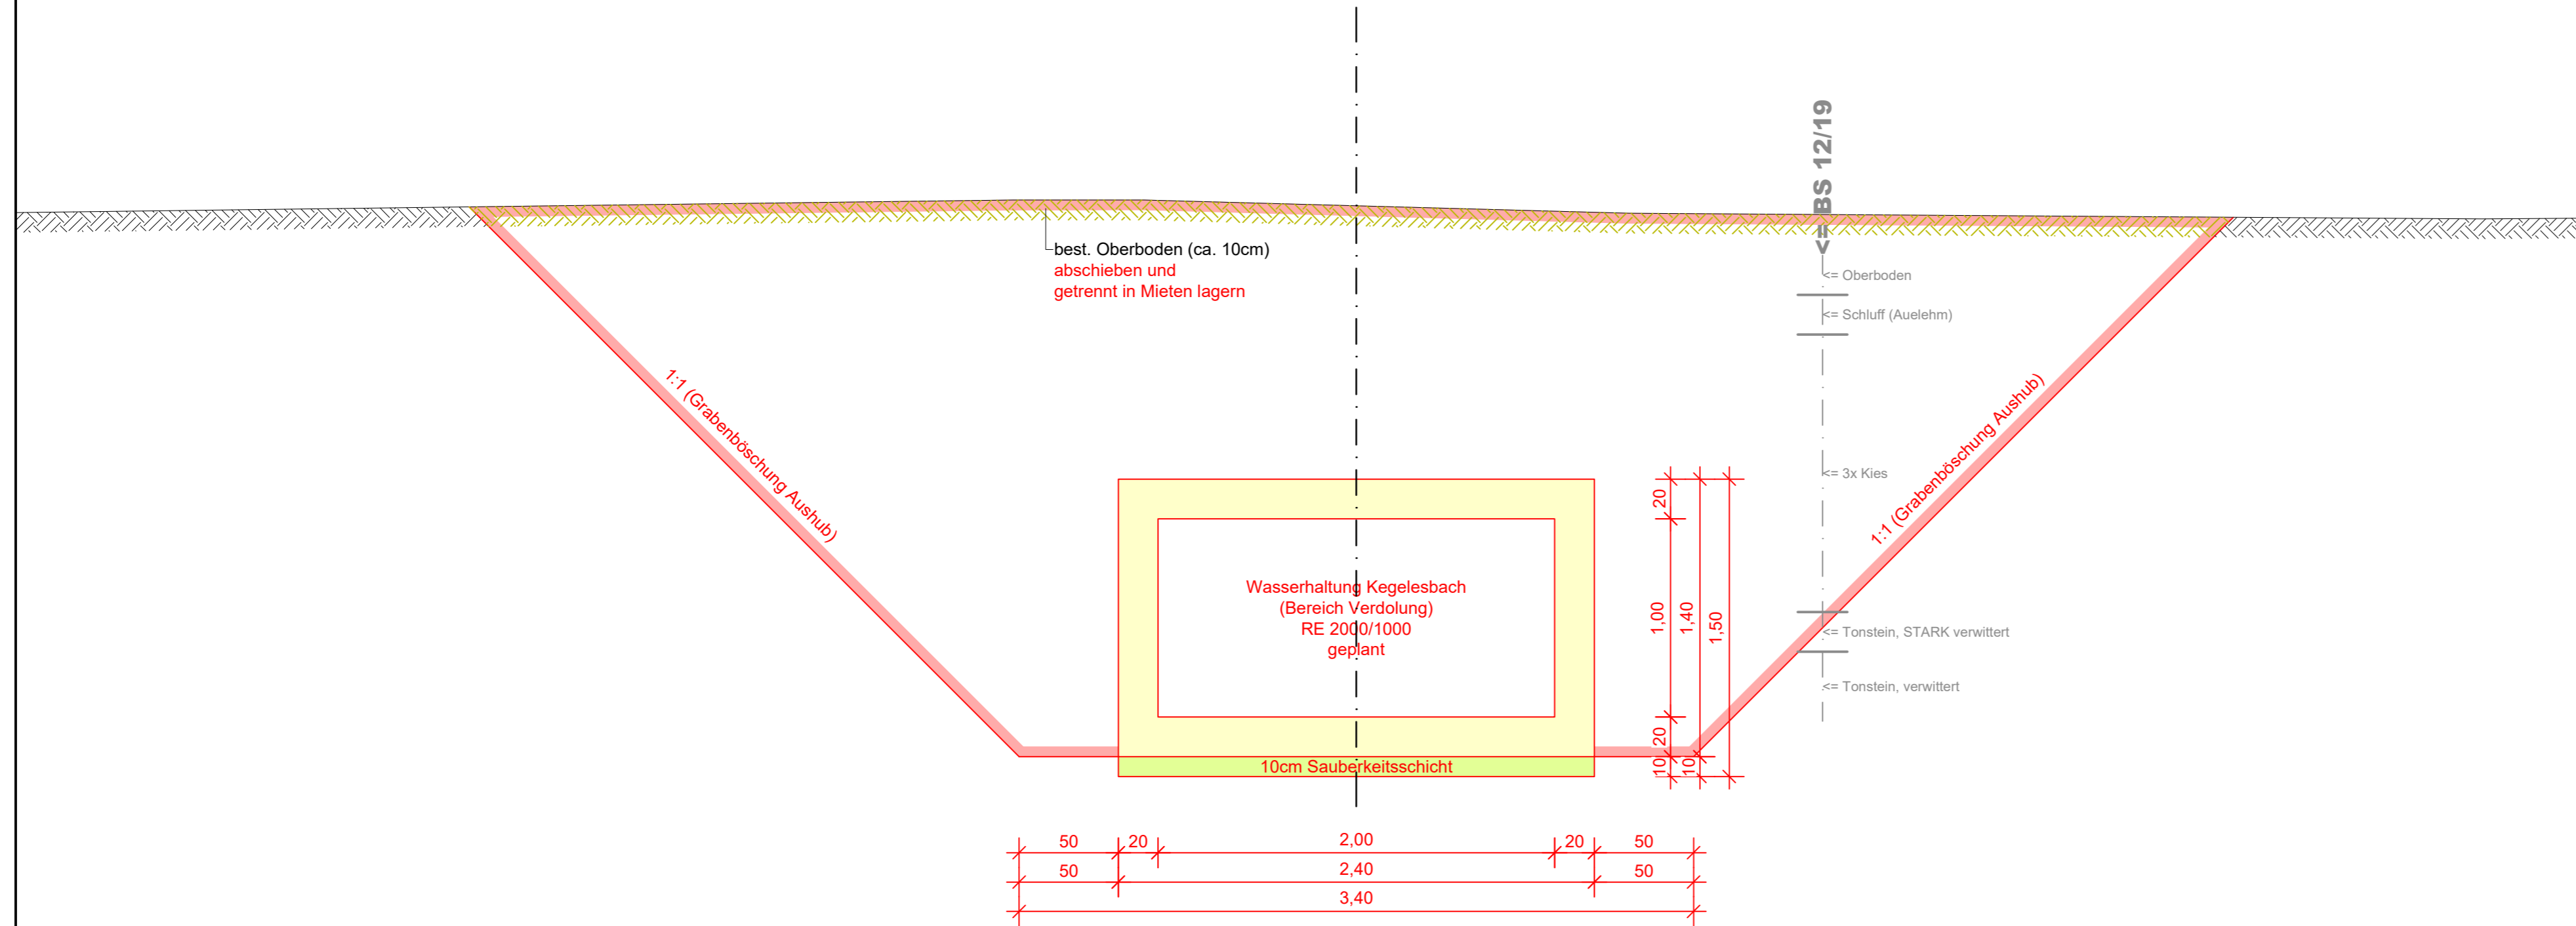 <= BS 12/19
best. Oberboden (ca. 10cm)
abschieben und
getrennt in Mieten lagern
<= Oberboden
<= Schluff (Auelehm)
1:1 (Grabenböschung Aushub)
1:1 (Grabenböschung Aushub)
<= 3x Kies
Wasserhaltung Kegelesbach
(Bereich Verdolung)
RE 2000/1000
geplant
20
1,00
1,40
1,50
20
10
10
<= Tonstein, STARK verwittert
<= Tonstein, verwittert
10cm Sauberkeitsschicht
50 20 2,00 20 50
50 2,40 50
3,40